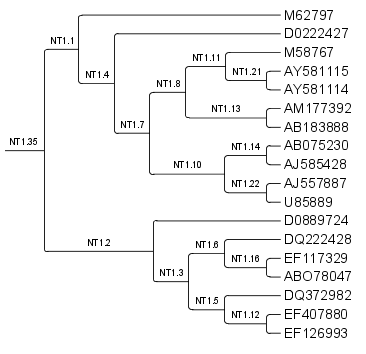 M62797
NT1.1
D0222427
M58767
NT1.11
AY581115
NT1.21
NT1.4
NT1.8
AY581114
AM177392
NT1.13
AB183888
NT1.7
AB075230
NT1.14
NT1.35
AJ585428
NT1.10
AJ557887
NT1.22
U85889
D0889724
DQ222428
NT1.6
NT1.2
EF117329
NT1.16
ABO78047
NT1.3
DQ372982
NT1.5
EF407880
NT1.12
EF126993